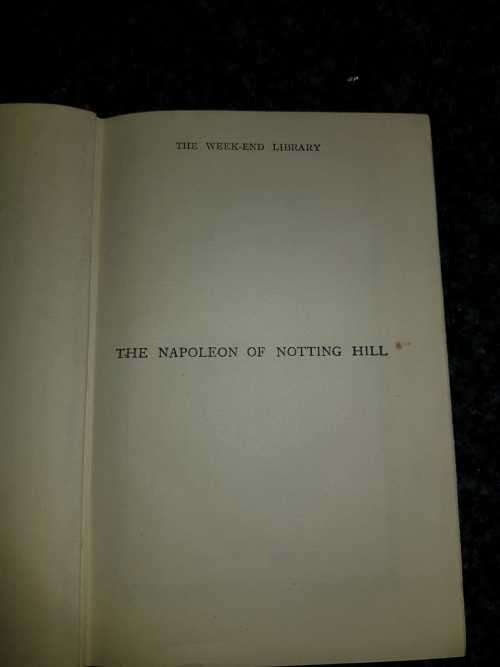 THE WEEK-END LIBRARY
THE NAPOLEON OF NOTTING HILL